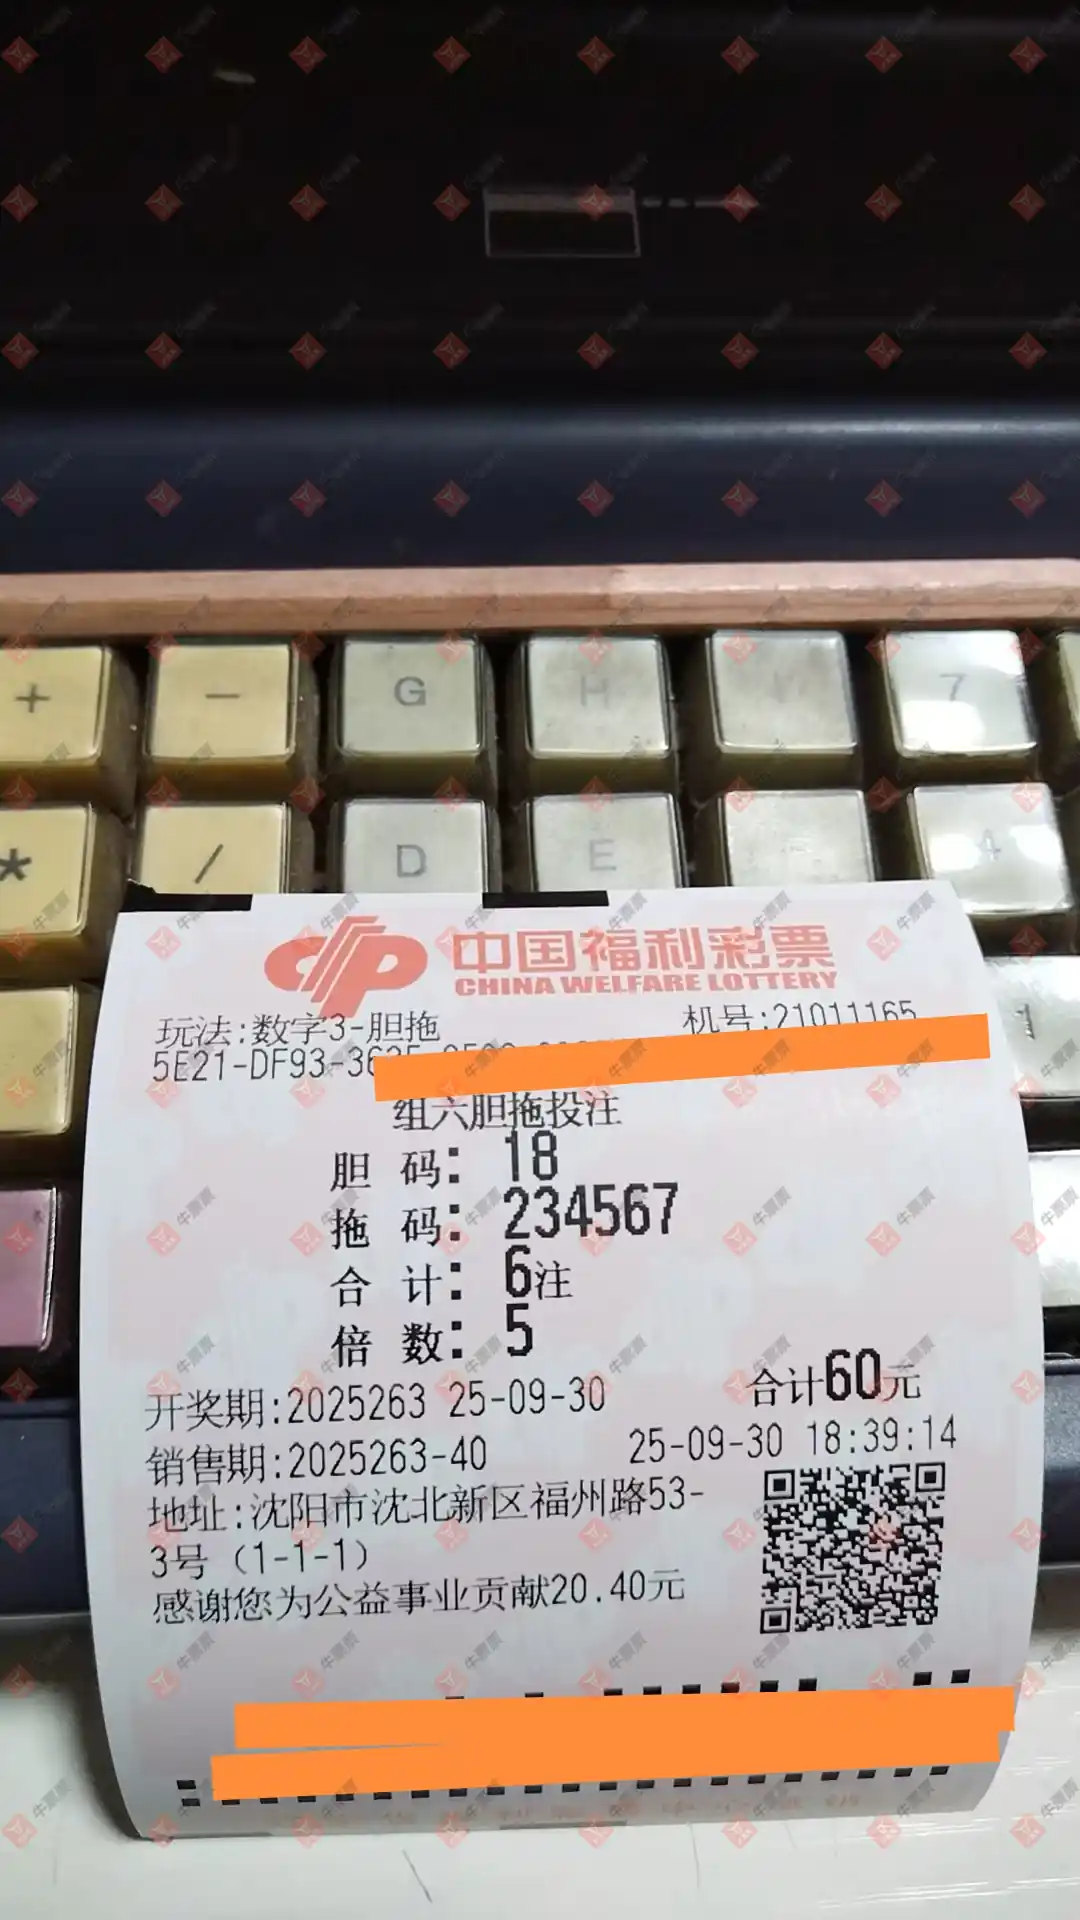 + - G H 7
* / D E 4
1
中国福利彩票
CHINA WELFARE LOTTERY
玩法:数字3-胆拖 机号:21011165
5E21-DF93-36
组六胆拖投注
胆 码: 18
拖 码: 234567
合 计: 6注
倍 数: 5
开奖期:2025263 25-09-30 合计60元
销售期:2025263-40 25-09-30 18:39:14
地址:沈阳市沈北新区福州路53-
3号 (1-1-1)
感谢您为公益事业贡献20.40元